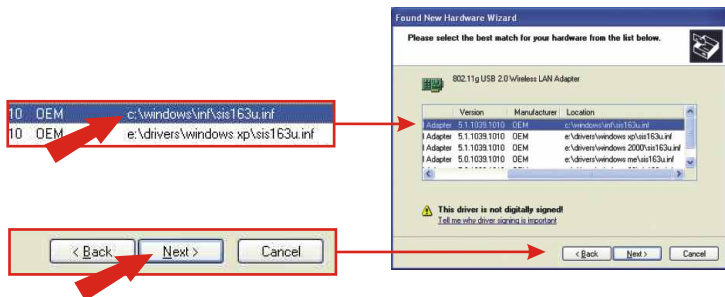 Found New Hardware Wizard
Please select the best match for your hardware from the list below.
802.11g USB 2.0 Wireless LAN Adapter
10 OEM c:\windows\inf\sis163u.inf
10 OEM e:\drivers\windows xp\sis163u.inf
Version Manufacturer Location
l Adapter 5.1.1039.1010 OEM c:\windows\inf\sis163u.inf
l Adapter 5.1.1039.1010 OEM e:\drivers\windows xp\sis163u.inf
l Adapter 5.1.1039.1010 OEM e:\drivers\windows 2000\sis163u.inf
l Adapter 5.0.1039.1010 OEM e:\drivers\windows me\sis163u.inf
This driver is not digitally signed!
Tell me why driver signing is important
< Back Next > Cancel
< Back Next > Cancel